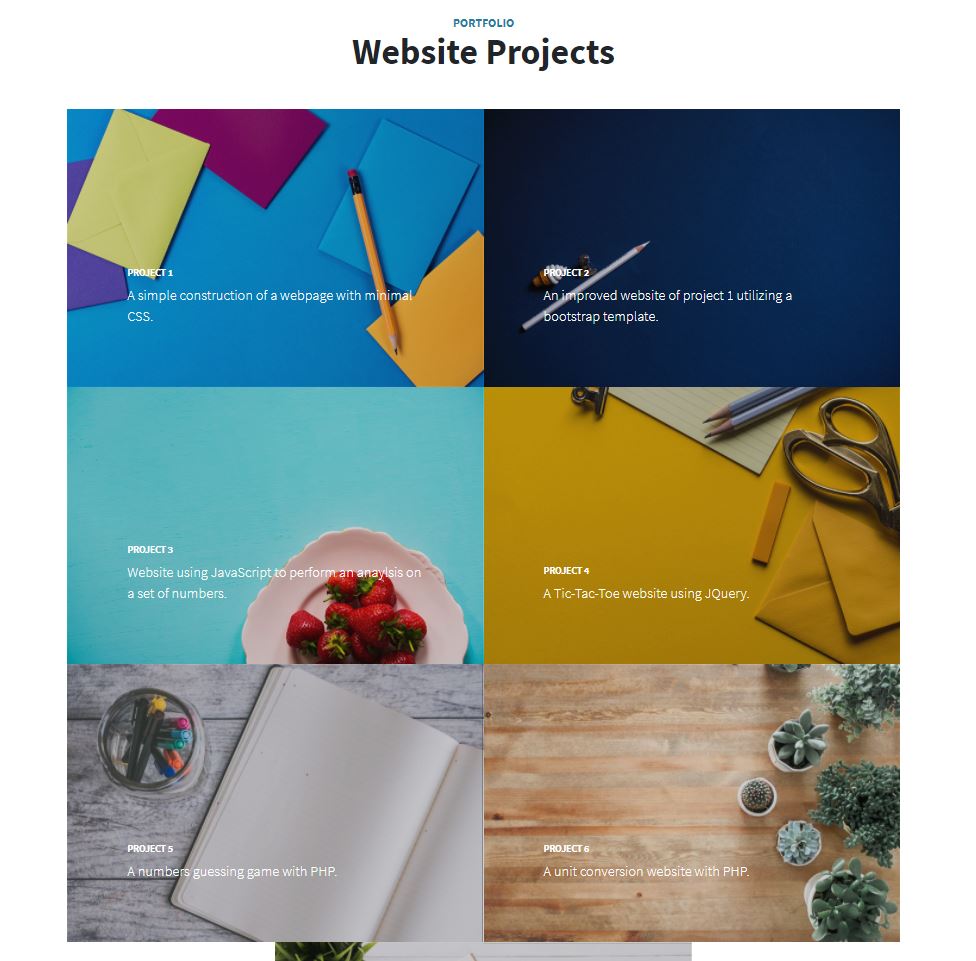 PORTFOLIO
Website Projects
PROJECT 1
A simple construction of a webpage with minimal
CSS.
PROJECT 2
An improved website of project 1 utilizing a
bootstrap template.
PROJECT 3
Website using JavaScript to perform an anaylsis on
a set of numbers.
PROJECT 4
A Tic-Tac-Toe website using JQuery.
PROJECT 5
A numbers guessing game with PHP.
PROJECT 6
A unit conversion website with PHP.